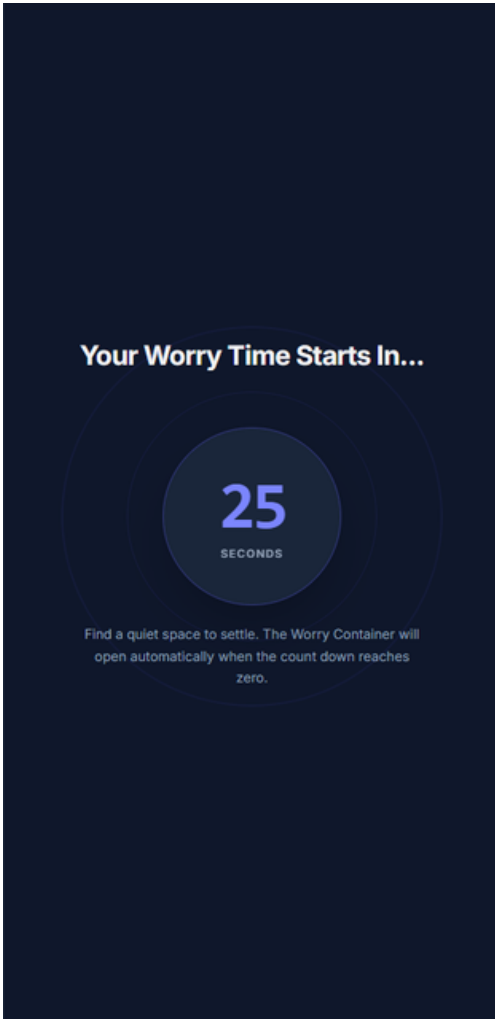 Your Worry Time Starts In...
25
SECONDS
Find a quiet space to settle. The Worry Container will
open automatically when the count down reaches
zero.